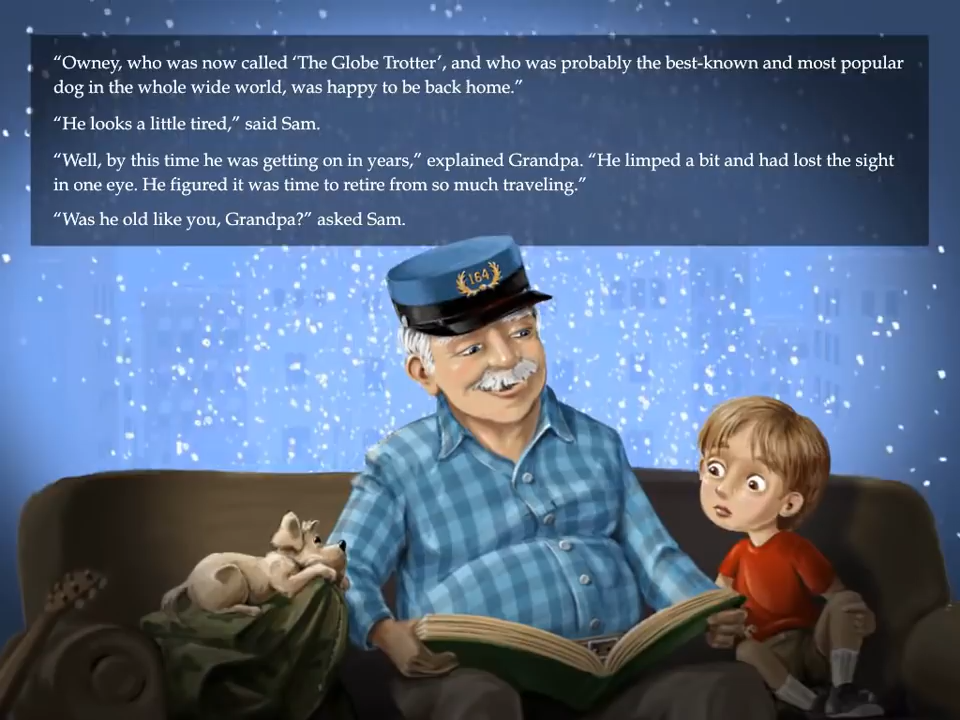 “Owney, who was now called ‘The Globe Trotter’, and who was probably the best-known and most popular
dog in the whole wide world, was happy to be back home.”
“He looks a little tired,” said Sam.
“Well, by this time he was getting on in years,” explained Grandpa. “He limped a bit and had lost the sight
in one eye. He figured it was time to retire from so much traveling.”
“Was he old like you, Grandpa?” asked Sam.
164